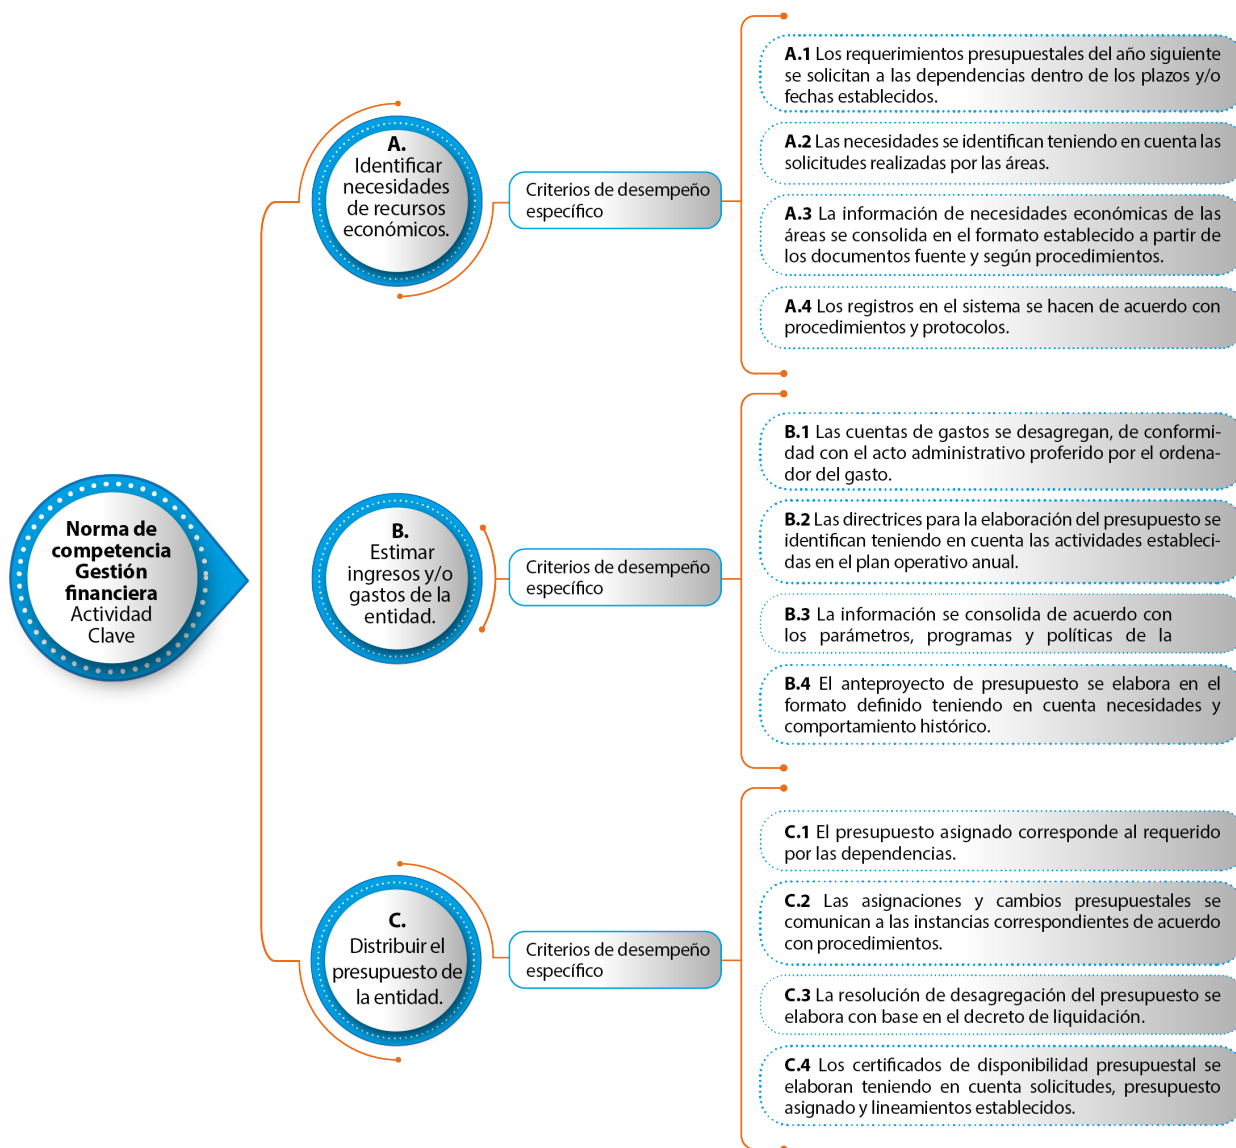 Norma de
competencia
Gestión
financiera
Actividad
Clave
A.
Identificar
necesidades
de recursos
económicos.
Criterios de desempeño
específico
A.1 Los requerimientos presupuestales del año siguiente
se solicitan a las dependencias dentro de los plazos y/o
fechas establecidos.
A.2 Las necesidades se identifican teniendo en cuenta las
solicitudes realizadas por las áreas.
A.3 La información de necesidades económicas de las
áreas se consolida en el formato establecido a partir de
los documentos fuente y según procedimientos.
A.4 Los registros en el sistema se hacen de acuerdo con
procedimientos y protocolos.
B.
Estimar
ingresos y/o
gastos de la
entidad.
Criterios de desempeño
específico
B.1 Las cuentas de gastos se desagregan, de conformi-
dad con el acto administrativo proferido por el ordena-
dor del gasto.
B.2 Las directrices para la elaboración del presupuesto se
identifican teniendo en cuenta las actividades estableci-
das en el plan operativo anual.
B.3 La información se consolida de acuerdo con
los parámetros, programas y políticas de la
B.4 El anteproyecto de presupuesto se elabora en el
formato definido teniendo en cuenta necesidades y
comportamiento histórico.
C.
Distribuir el
presupuesto de
la entidad.
Criterios de desempeño
específico
C.1 El presupuesto asignado corresponde al requerido
por las dependencias.
C.2 Las asignaciones y cambios presupuestales se
comunican a las instancias correspondientes de acuerdo
con procedimientos.
C.3 La resolución de desagregación del presupuesto se
elabora con base en el decreto de liquidación.
C.4 Los certificados de disponibilidad presupuestal se
elaboran teniendo en cuenta solicitudes, presupuesto
asignado y lineamientos establecidos.